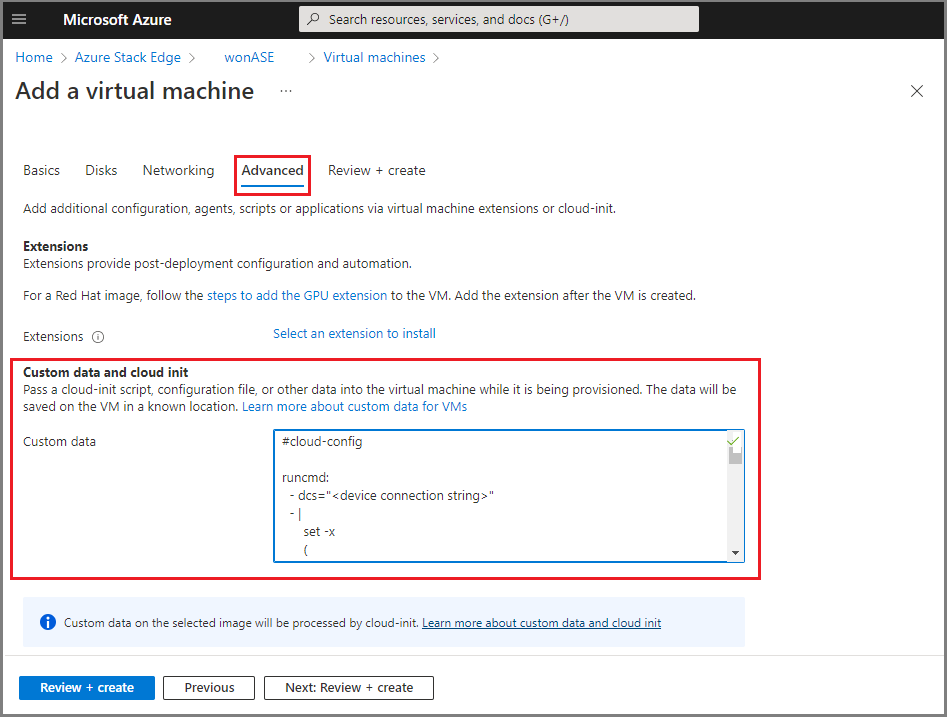 Microsoft Azure
Search resources, services, and docs (G+/)
Home > Azure Stack Edge > wonASE > Virtual machines >
Add a virtual machine ...
Basics Disks Networking Advanced Review + create
Add additional configuration, agents, scripts or applications via virtual machine extensions or cloud-init.
Extensions
Extensions provide post-deployment configuration and automation.
For a Red Hat image, follow the steps to add the GPU extension to the VM. Add the extension after the VM is created.
Extensions Select an extension to install
Custom data and cloud init
Pass a cloud-init script, configuration file, or other data into the virtual machine while it is being provisioned. The data will be
saved on the VM in a known location. Learn more about custom data for VMs
Custom data
#cloud-config
runcmd:
- dcs="<device connection string>"
- |
set -x
(
Custom data on the selected image will be processed by cloud-init. Learn more about custom data and cloud init
Review + create Previous Next: Review + create